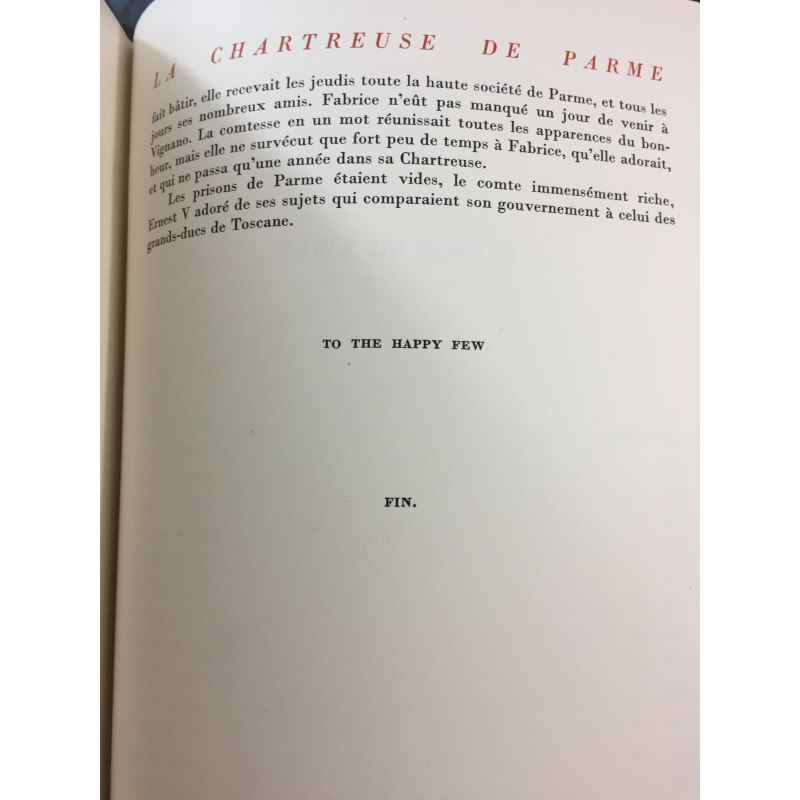 LA CHARTREUSE DE PARME
fait bâtir, elle recevait les jeudis toute la haute société de Parme, et tous les
jours ses nombreux amis. Fabrice n'eût pas manqué un jour de venir à
Vignano. La comtesse en un mot réunissait toutes les apparences du bon-
heur, mais elle ne survécut que fort peu de temps à Fabrice, qu'elle adorait,
et qui ne passa qu'une année dans sa Chartreuse.
Les prisons de Parme étaient vides, le comte immensément riche,
Ernest V adoré de ses sujets qui comparaient son gouvernement à celui des
grands-ducs de Toscane.
TO THE HAPPY FEW
FIN.